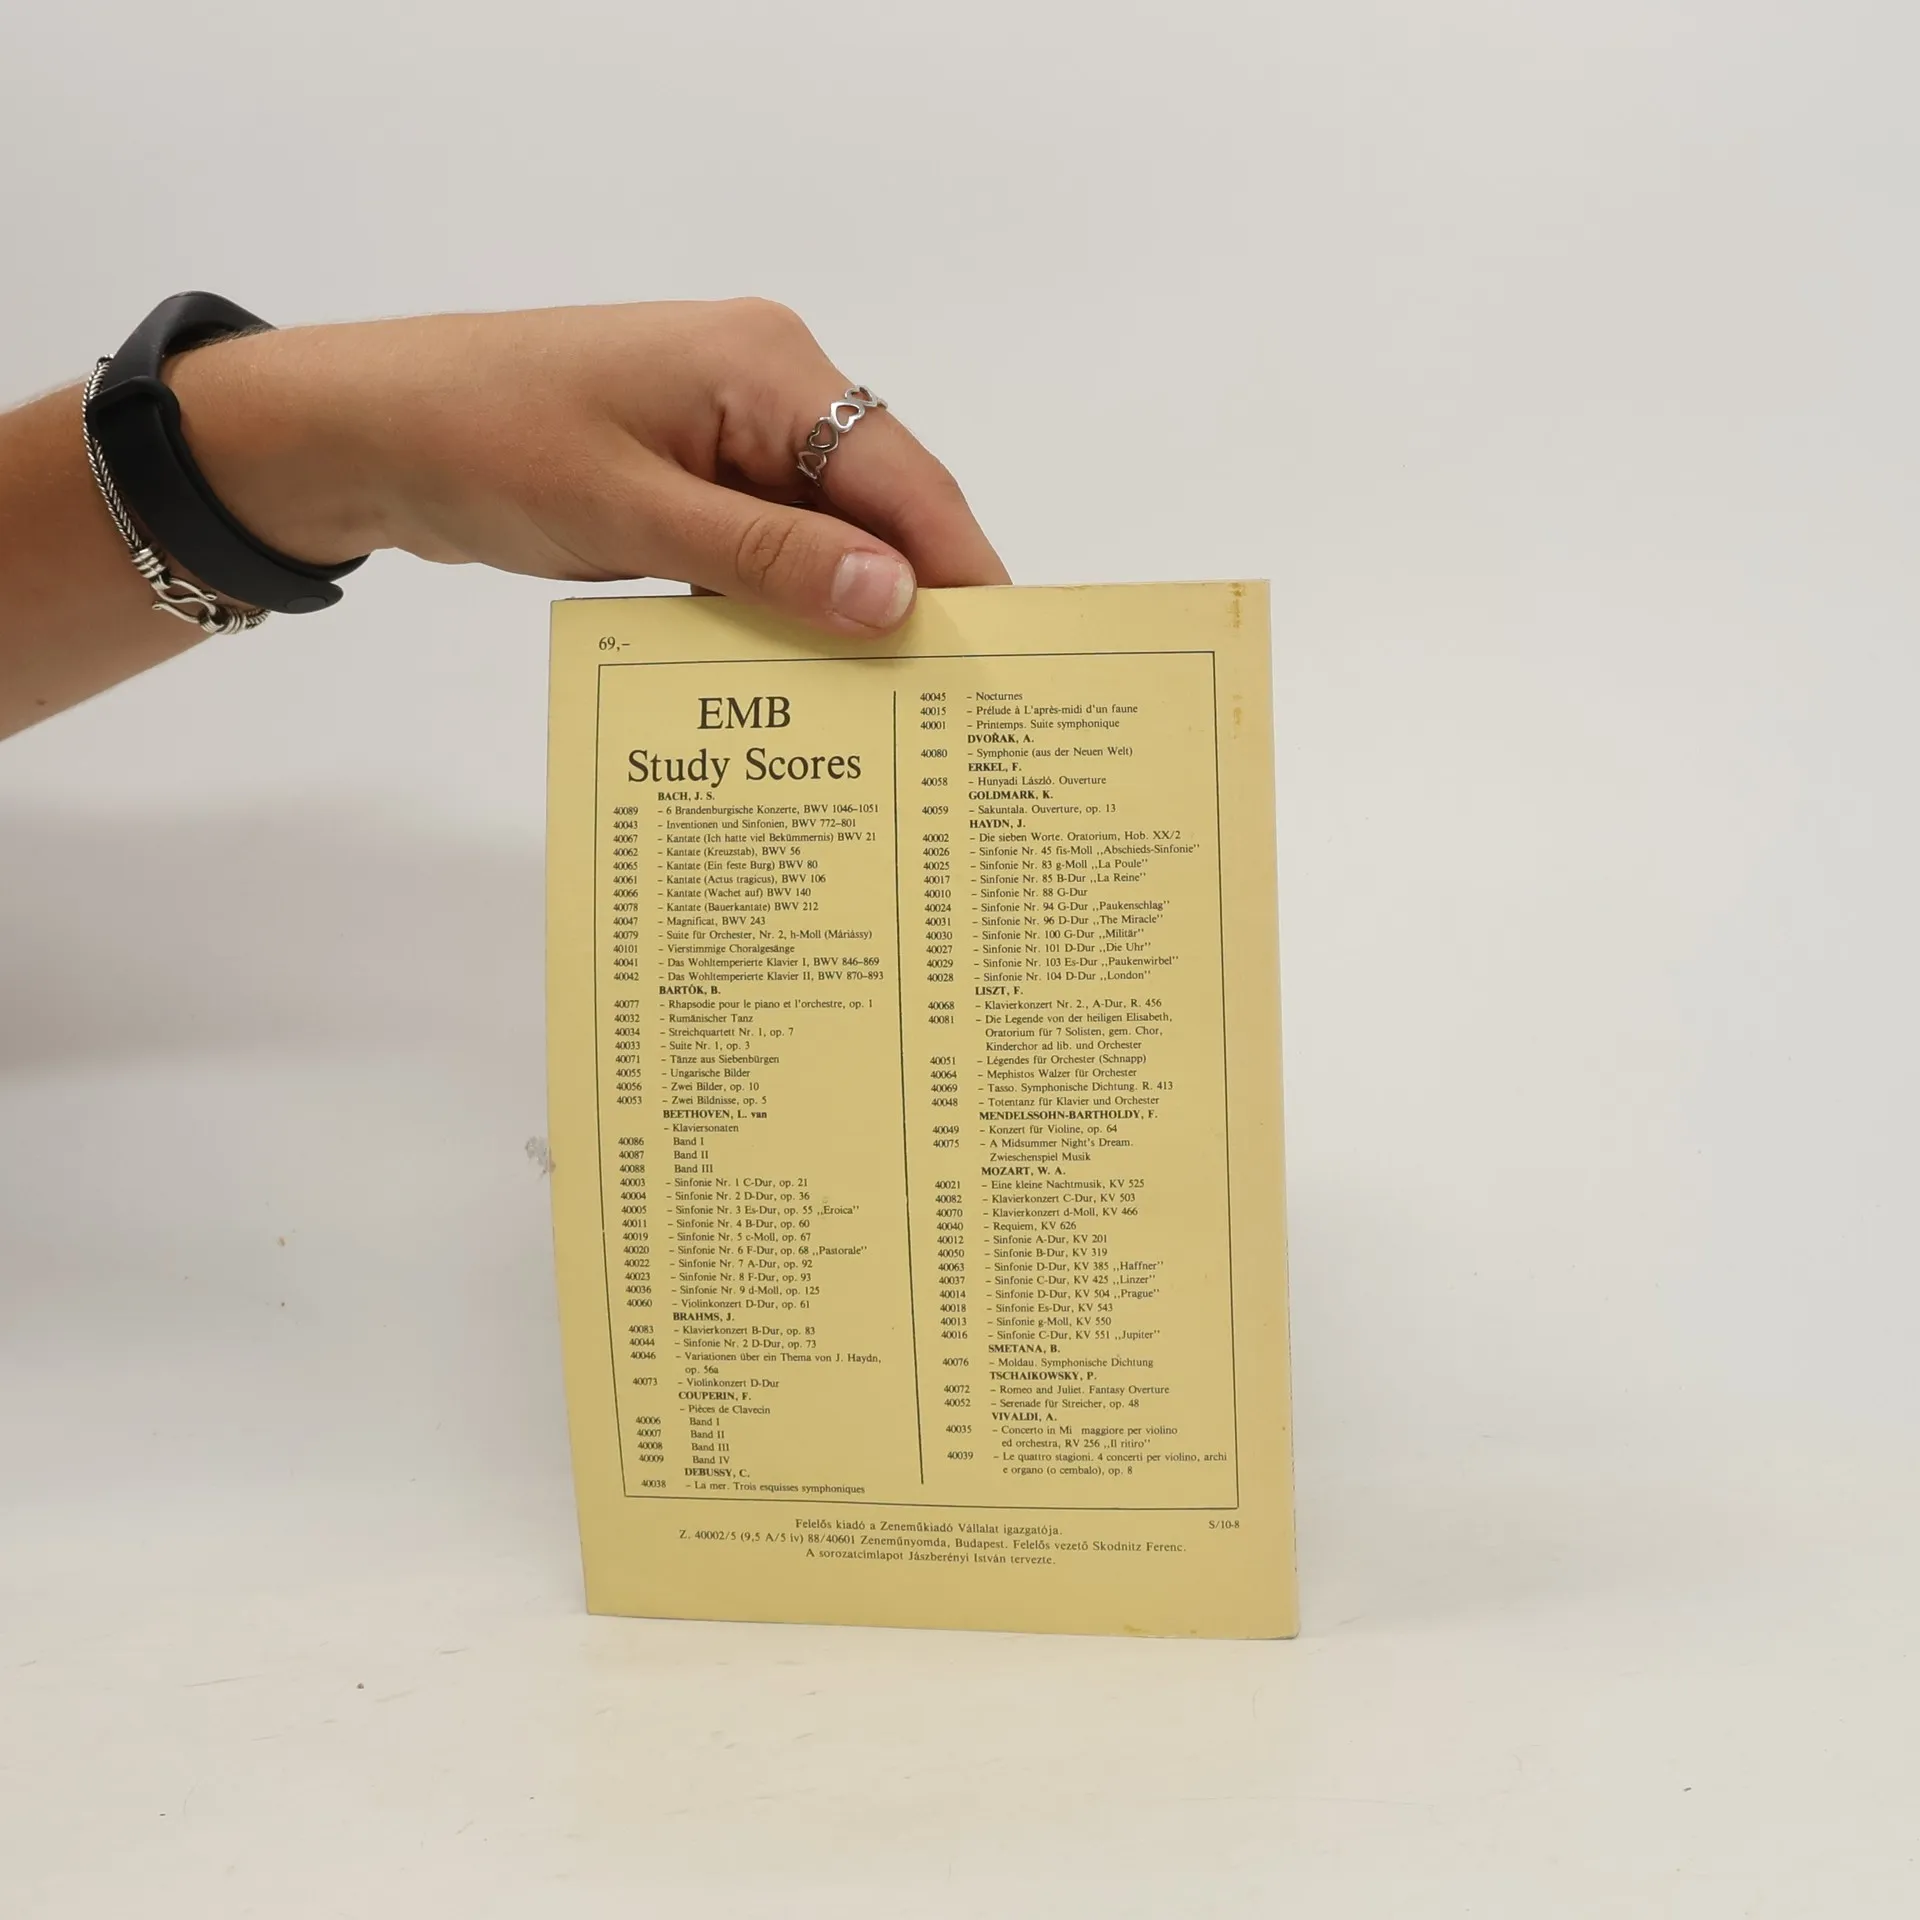 69,–
EMB
Study Scores
BACH, J. S.
40089 – 6 Brandenburgische Konzerte, BWV 1046–1051
40043 – Inventionen und Sinfonien, BWV 772–801
40067 – Kantate (Ich hatte viel Bekümmernis) BWV 21
40062 – Kantate (Kreuzstab), BWV 56
40065 – Kantate (Ein feste Burg) BWV 80
40061 – Kantate (Actus tragicus), BWV 106
40066 – Kantate (Wachet auf) BWV 140
40078 – Kantate (Bauerkantate) BWV 212
40047 – Magnificat, BWV 243
40079 – Suite für Orchester, Nr. 2, h-Moll (Máriássy)
40101 – Vierstimmige Choralgesänge
40041 – Das Wohltemperierte Klavier I, BWV 846–869
40042 – Das Wohltemperierte Klavier II, BWV 870–893
BARTÓK, B.
40077 – Rhapsodie pour le piano et l'orchestre, op. 1
40032 – Rumänischer Tanz
40034 – Streichquartett Nr. 1, op. 7
40033 – Suite Nr. 1, op. 3
40071 – Tänze aus Siebenbürgen
40055 – Ungarische Bilder
40056 – Zwei Bilder, op. 10
40053 – Zwei Bildnisse, op. 5
BEETHOVEN, L. van
– Klaviersonaten
40086 Band I
40087 Band II
40088 Band III
40003 – Sinfonie Nr. 1 C-Dur, op. 21
40004 – Sinfonie Nr. 2 D-Dur, op. 36
40005 – Sinfonie Nr. 3 Es-Dur, op. 55 ,,Eroica''
40011 – Sinfonie Nr. 4 B-Dur, op. 60
40019 – Sinfonie Nr. 5 c-Moll, op. 67
40020 – Sinfonie Nr. 6 F-Dur, op. 68 ,,Pastorale''
40022 – Sinfonie Nr. 7 A-Dur, op. 92
40023 – Sinfonie Nr. 8 F-Dur, op. 93
40036 – Sinfonie Nr. 9 d-Moll, op. 125
40060 – Violinkonzert D-Dur, op. 61
BRAHMS, J.
40083 – Klavierkonzert B-Dur, op. 83
40044 – Sinfonie Nr. 2 D-Dur, op. 73
40046 – Variationen über ein Thema von J. Haydn,
op. 56a
40073 – Violinkonzert D-Dur
COUPERIN, F.
– Pièces de Clavecin
40006 Band I
40007 Band II
40008 Band III
40009 Band IV
DEBUSSY, C.
40038 – La mer. Trois esquisses symphoniques
40045 – Nocturnes
40015 – Prélude à L'après-midi d'un faune
40001 – Printemps. Suite symphonique
DVOŘAK, A.
40080 – Symphonie (aus der Neuen Welt)
ERKEL, F.
40058 – Hunyadi László. Ouverture
GOLDMARK, K.
40059 – Sakuntala. Ouverture, op. 13
HAYDN, J.
40002 – Die sieben Worte. Oratorium, Hob. XX/2
40026 – Sinfonie Nr. 45 fis-Moll ,,Abschieds-Sinfonie''
40025 – Sinfonie Nr. 83 g-Moll ,,La Poule''
40017 – Sinfonie Nr. 85 B-Dur ,,La Reine''
40010 – Sinfonie Nr. 88 G-Dur
40024 – Sinfonie Nr. 94 G-Dur ,,Paukenschlag''
40031 – Sinfonie Nr. 96 D-Dur ,,The Miracle''
40030 – Sinfonie Nr. 100 G-Dur ,,Militär''
40027 – Sinfonie Nr. 101 D-Dur ,,Die Uhr''
40029 – Sinfonie Nr. 103 Es-Dur ,,Paukenwirbel''
40028 – Sinfonie Nr. 104 D-Dur ,,London''
LISZT, F.
40068 – Klavierkonzert Nr. 2., A-Dur, R. 456
40081 – Die Legende von der heiligen Elisabeth,
Oratorium für 7 Solisten, gem. Chor,
Kinderchor ad lib. und Orchester
40051 – Légendes für Orchester (Schnapp)
40064 – Mephistos Walzer für Orchester
40069 – Tasso. Symphonische Dichtung. R. 413
40048 – Totentanz für Klavier und Orchester
MENDELSSOHN-BARTHOLDY, F.
40049 – Konzert für Violine, op. 64
40075 – A Midsummer Night's Dream.
Zwieschenspiel Musik
MOZART, W. A.
40021 – Eine kleine Nachtmusik, KV 525
40082 – Klavierkonzert C-Dur, KV 503
40070 – Klavierkonzert d-Moll, KV 466
40040 – Requiem, KV 626
40012 – Sinfonie A-Dur, KV 201
40050 – Sinfonie B-Dur, KV 319
40063 – Sinfonie D-Dur, KV 385 ,,Haffner''
40037 – Sinfonie C-Dur, KV 425 ,,Linzer''
40014 – Sinfonie D-Dur, KV 504 ,,Prague''
40018 – Sinfonie Es-Dur, KV 543
40013 – Sinfonie g-Moll, KV 550
40016 – Sinfonie C-Dur, KV 551 ,,Jupiter''
SMETANA, B.
40076 – Moldau. Symphonische Dichtung
TSCHAIKOWSKY, P.
40072 – Romeo and Juliet. Fantasy Overture
40052 – Serenade für Streicher, op. 48
VIVALDI, A.
40035 – Concerto in Mi maggiore per violino
ed orchestra, RV 256 ,,Il ritiro''
40039 – Le quattro stagioni. 4 concerti per violino, archi
e organo (o cembalo), op. 8
Felelős kiadó a Zeneműkiadó Vállalat igazgatója.
S/10-8
Z. 40002/5 (9,5 A/5 ív) 88/40601 Zeneműnyomda, Budapest. Felelős vezető Skodnitz Ferenc.
A sorozatcímlapot Jászberényi István tervezte.